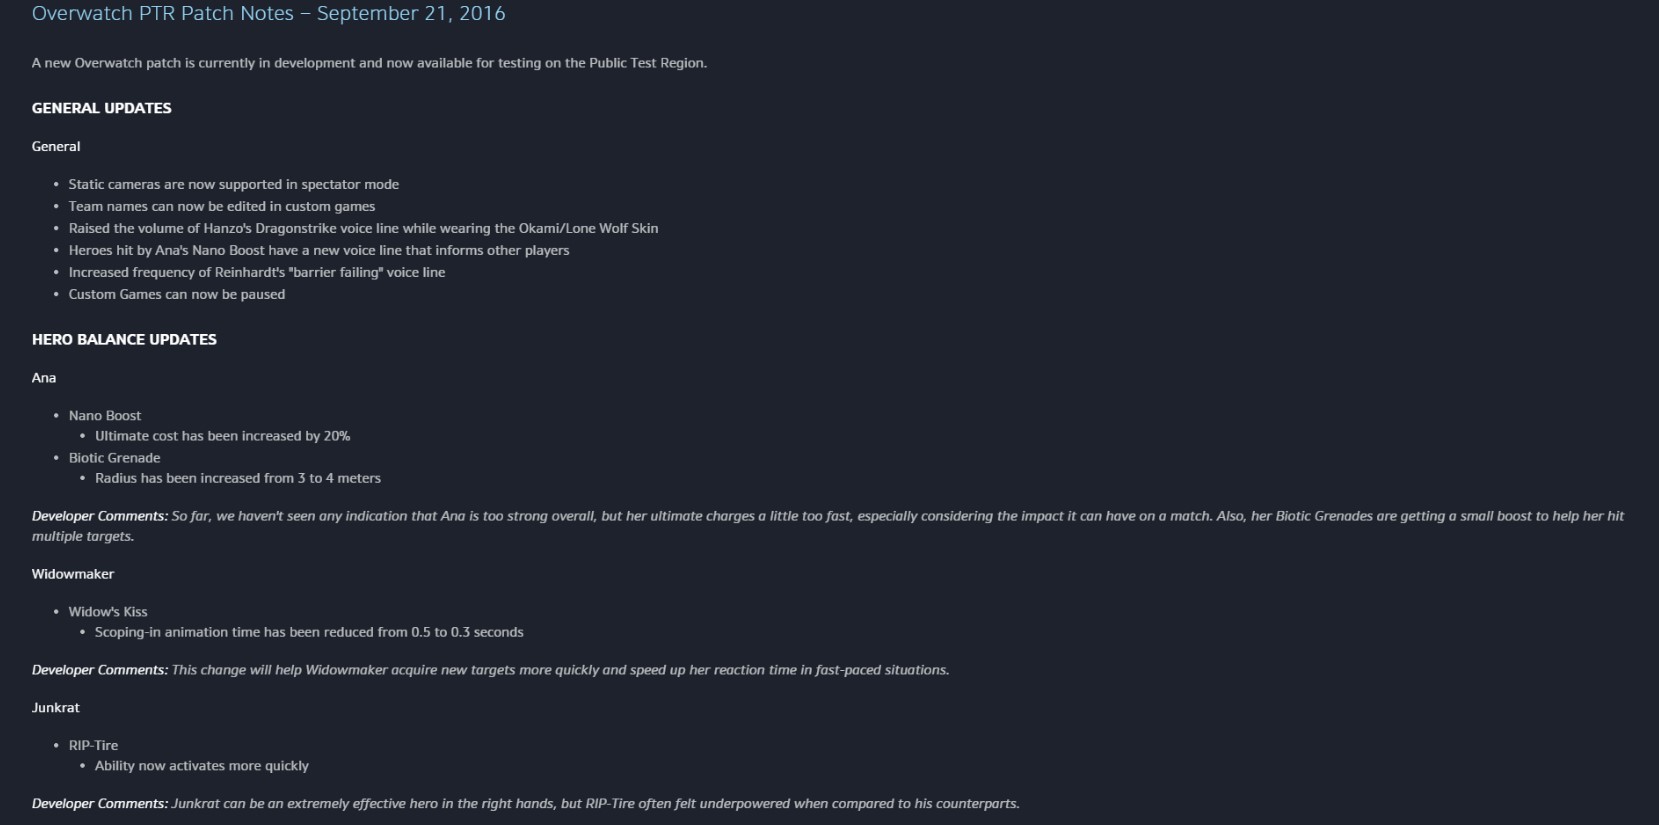 Overwatch PTR Patch Notes – September 21, 2016
A new Overwatch patch is currently in development and now available for testing on the Public Test Region.
GENERAL UPDATES
General
• Static cameras are now supported in spectator mode
• Team names can now be edited in custom games
• Raised the volume of Hanzo's Dragonstrike voice line while wearing the Okami/Lone Wolf Skin
• Heroes hit by Ana's Nano Boost have a new voice line that informs other players
• Increased frequency of Reinhardt's "barrier failing" voice line
• Custom Games can now be paused
HERO BALANCE UPDATES
Ana
• Nano Boost
• Ultimate cost has been increased by 20%
• Biotic Grenade
• Radius has been increased from 3 to 4 meters
Developer Comments: So far, we haven't seen any indication that Ana is too strong overall, but her ultimate charges a little too fast, especially considering the impact it can have on a match. Also, her Biotic Grenades are getting a small boost to help her hit
multiple targets.
Widowmaker
• Widow's Kiss
• Scoping-in animation time has been reduced from 0.5 to 0.3 seconds
Developer Comments: This change will help Widowmaker acquire new targets more quickly and speed up her reaction time in fast-paced situations.
Junkrat
• RIP-Tire
• Ability now activates more quickly
Developer Comments: Junkrat can be an extremely effective hero in the right hands, but RIP-Tire often felt underpowered when compared to his counterparts.